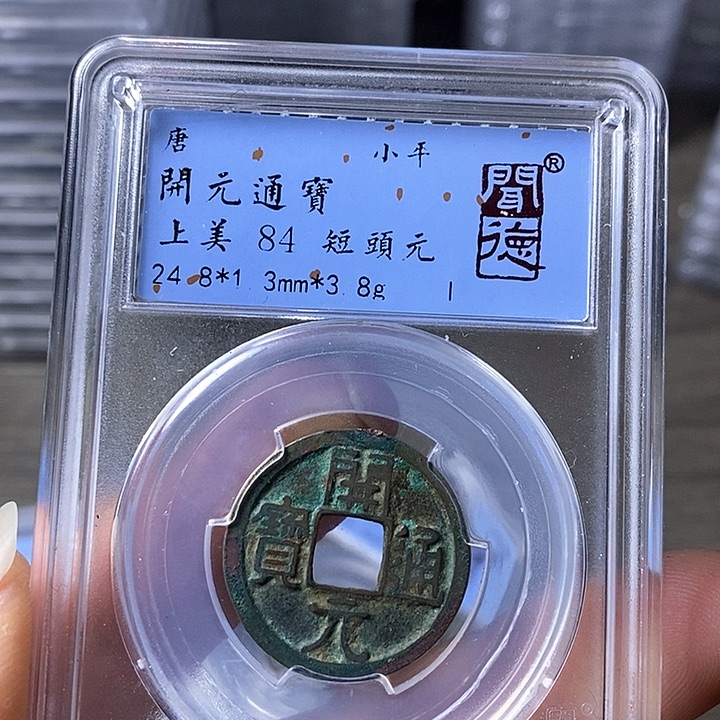 唐 小平
開元通寶
上美 84 短頭元
24.8*1.3mm*3.8g
聞德®
開元通寶